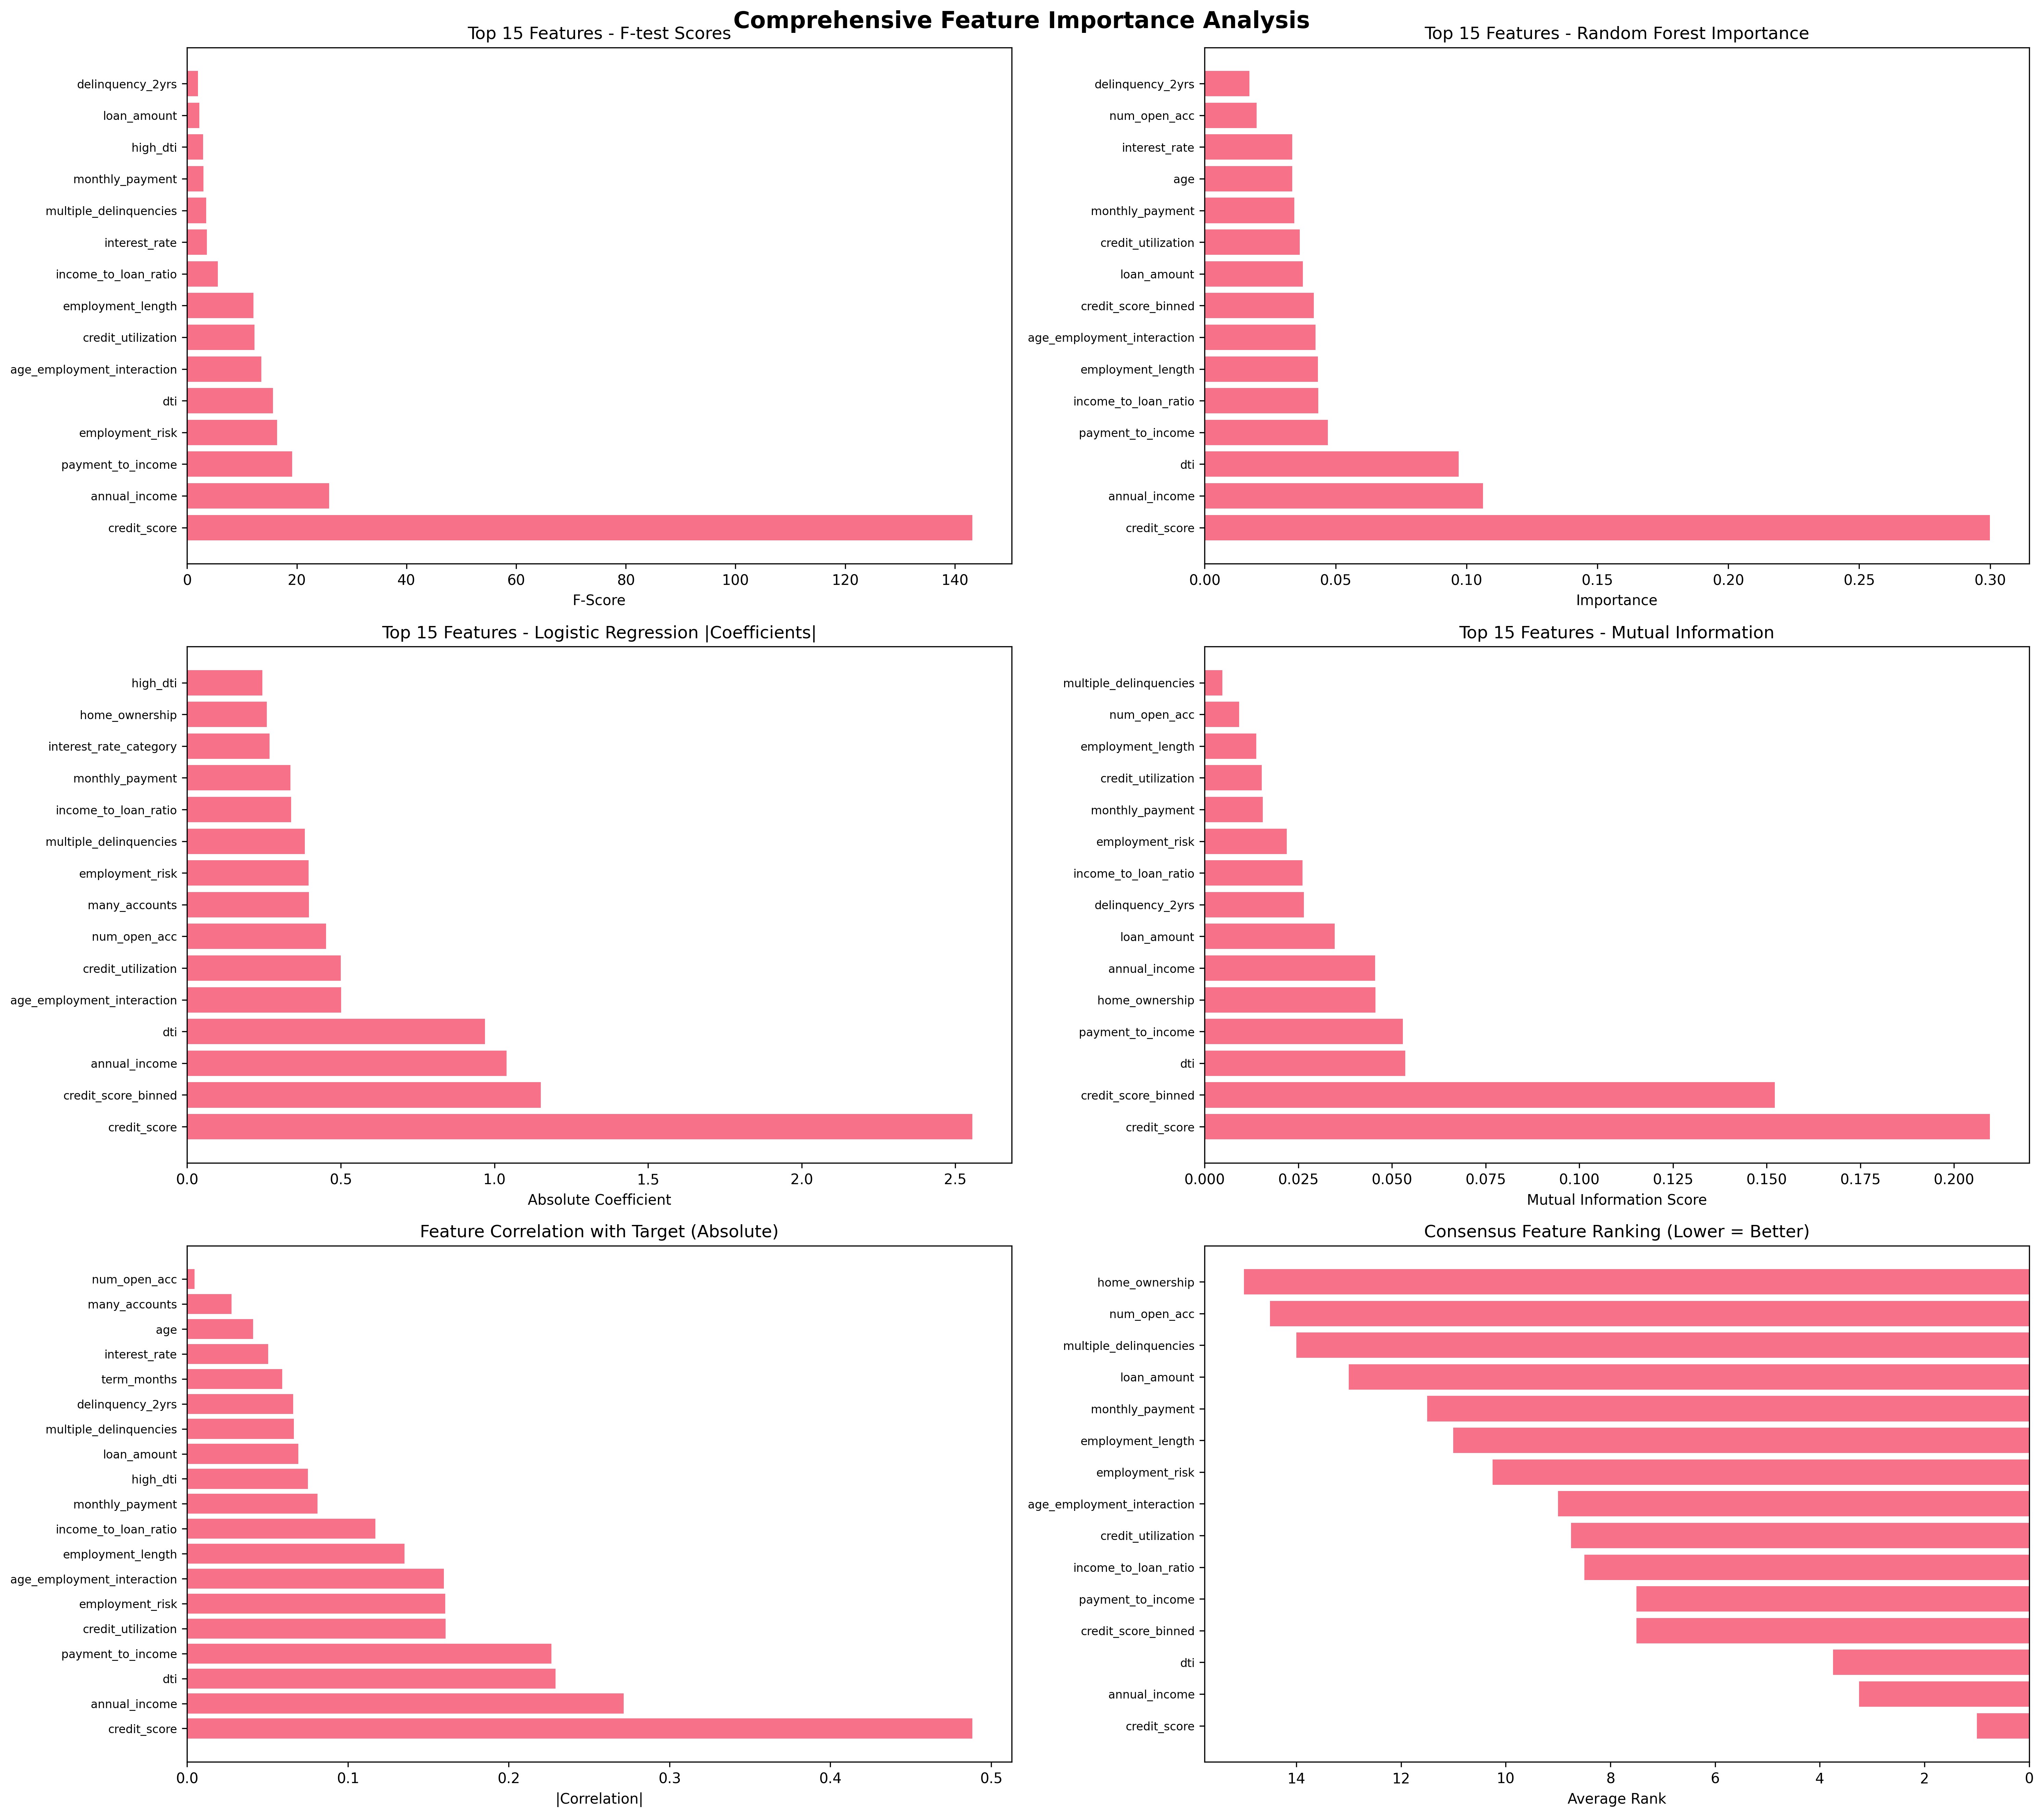 Comprehensive Feature Importance Analysis
Top 15 Features - F-test Scores
delinquency_2yrs
loan_amount
high_dti
monthly_payment
multiple_delinquencies
interest_rate
income_to_loan_ratio
employment_length
credit_utilization
age_employment_interaction
dti
employment_risk
payment_to_income
annual_income
credit_score
0 20 40 60 80 100 120 140
F-Score
Top 15 Features - Random Forest Importance
delinquency_2yrs
num_open_acc
interest_rate
age
monthly_payment
credit_utilization
loan_amount
credit_score_binned
age_employment_interaction
employment_length
income_to_loan_ratio
payment_to_income
dti
annual_income
credit_score
0.00 0.05 0.10 0.15 0.20 0.25 0.30
Importance
Top 15 Features - Logistic Regression |Coefficients|
high_dti
home_ownership
interest_rate_category
monthly_payment
income_to_loan_ratio
multiple_delinquencies
employment_risk
many_accounts
num_open_acc
credit_utilization
age_employment_interaction
dti
annual_income
credit_score_binned
credit_score
0.0 0.5 1.0 1.5 2.0 2.5
Absolute Coefficient
Top 15 Features - Mutual Information
multiple_delinquencies
num_open_acc
employment_length
credit_utilization
monthly_payment
employment_risk
income_to_loan_ratio
delinquency_2yrs
loan_amount
annual_income
home_ownership
payment_to_income
dti
credit_score_binned
credit_score
0.000 0.025 0.050 0.075 0.100 0.125 0.150 0.175 0.200
Mutual Information Score
Feature Correlation with Target (Absolute)
num_open_acc
many_accounts
age
interest_rate
term_months
delinquency_2yrs
multiple_delinquencies
loan_amount
high_dti
monthly_payment
income_to_loan_ratio
employment_length
age_employment_interaction
employment_risk
credit_utilization
payment_to_income
dti
annual_income
credit_score
0.0 0.1 0.2 0.3 0.4 0.5
|Correlation|
Consensus Feature Ranking (Lower = Better)
home_ownership
num_open_acc
multiple_delinquencies
loan_amount
monthly_payment
employment_length
employment_risk
age_employment_interaction
credit_utilization
income_to_loan_ratio
payment_to_income
credit_score_binned
dti
annual_income
credit_score
14 12 10 8 6 4 2 0
Average Rank